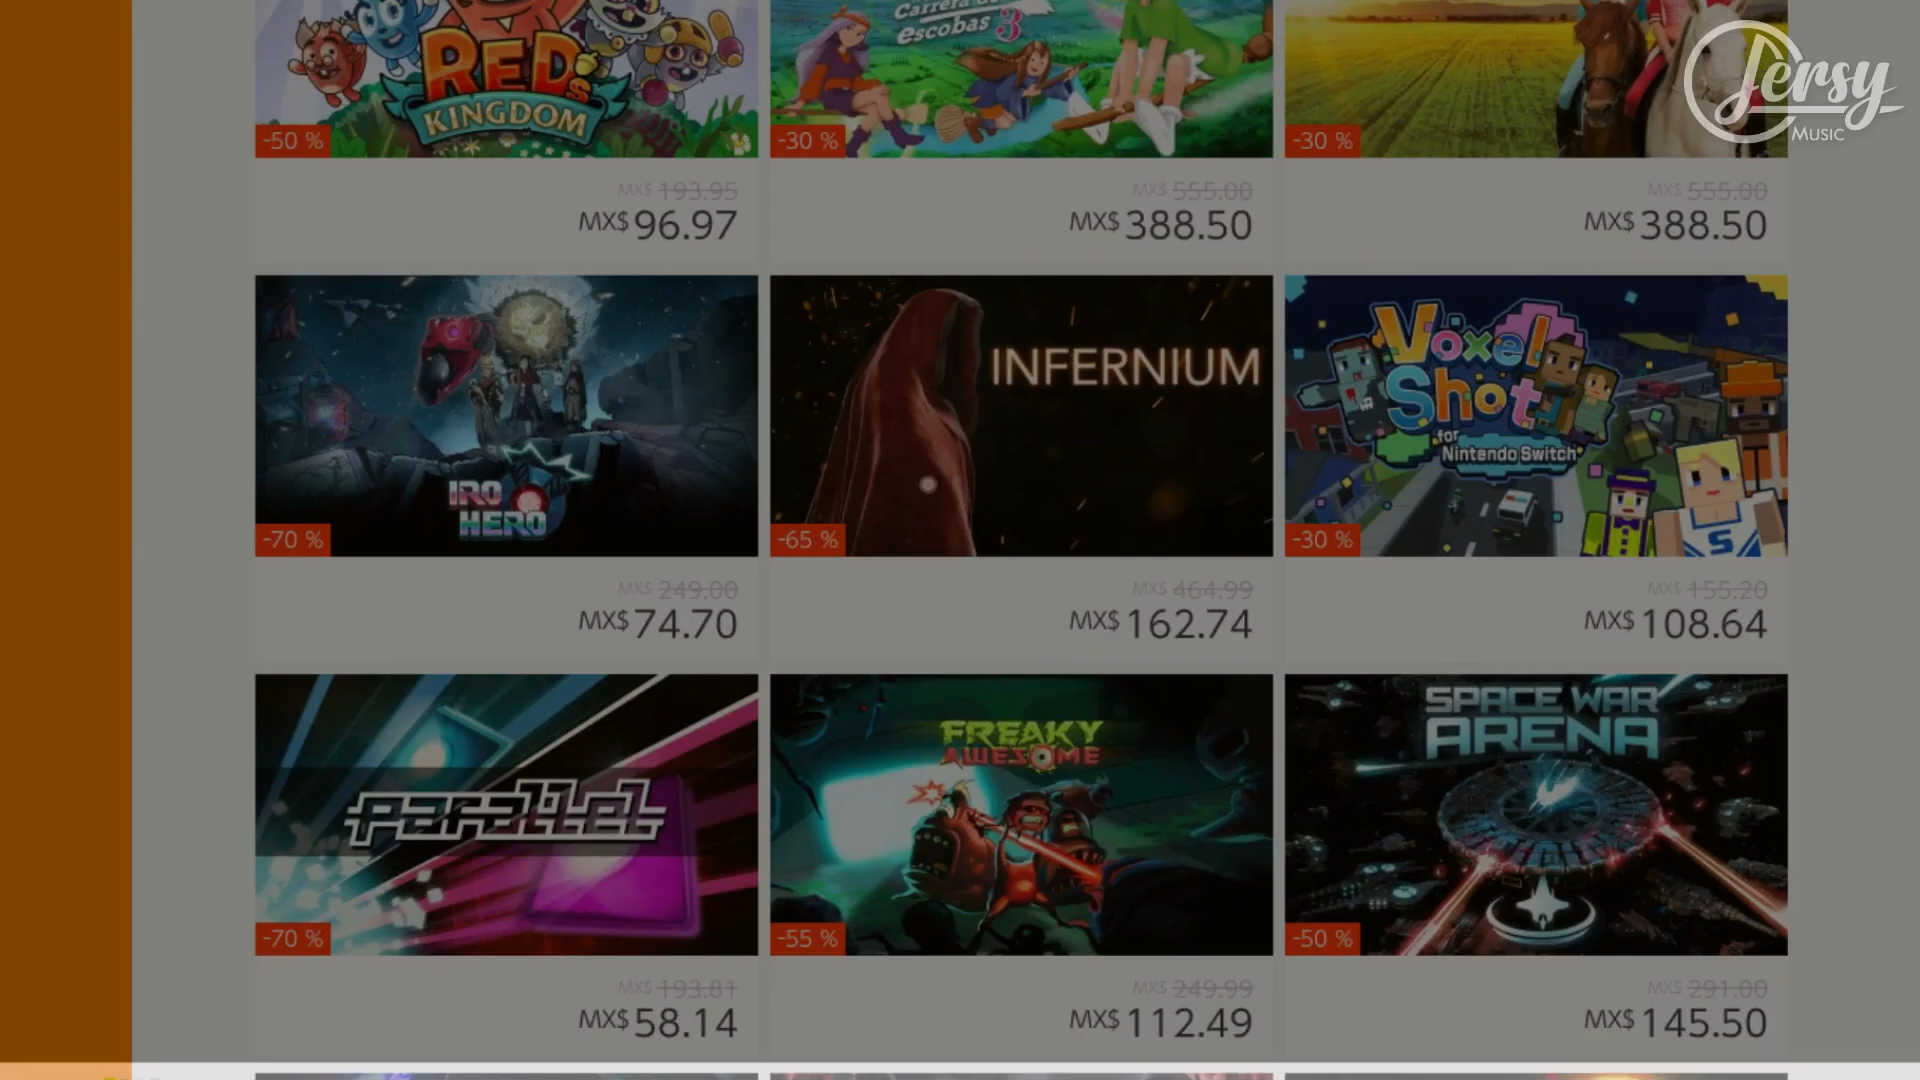 Jersy
Music
Carrera de
escobas 3
REDs
KINGDOM
-50 %
-30 %
-30 %
MX$ 193.95
MX$ 96.97
MX$ 555.00
MX$ 388.50
MX$ 555.00
MX$ 388.50
IRO
HERO
INFERNIUM
Voxel
Shot
for
Nintendo Switch
S
-70 %
-65 %
-30 %
MX$ 249.00
MX$ 74.70
MX$ 464.99
MX$ 162.74
MX$ 155.20
MX$ 108.64
parallel
FREAKY
AWESOME
SPACE WAR
ARENA
-70 %
-55 %
-50 %
MX$ 193.81
MX$ 58.14
MX$ 249.99
MX$ 112.49
MX$ 291.00
MX$ 145.50